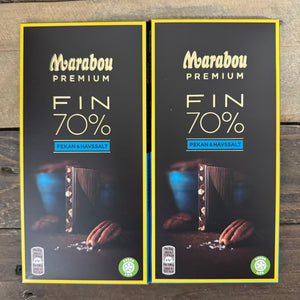 Marabou
PREMIUM
FIN
70%
PEKAN & HAVSSALT
Marabou
PREMIUM
FIN
70%
PEKAN & HAVSSALT